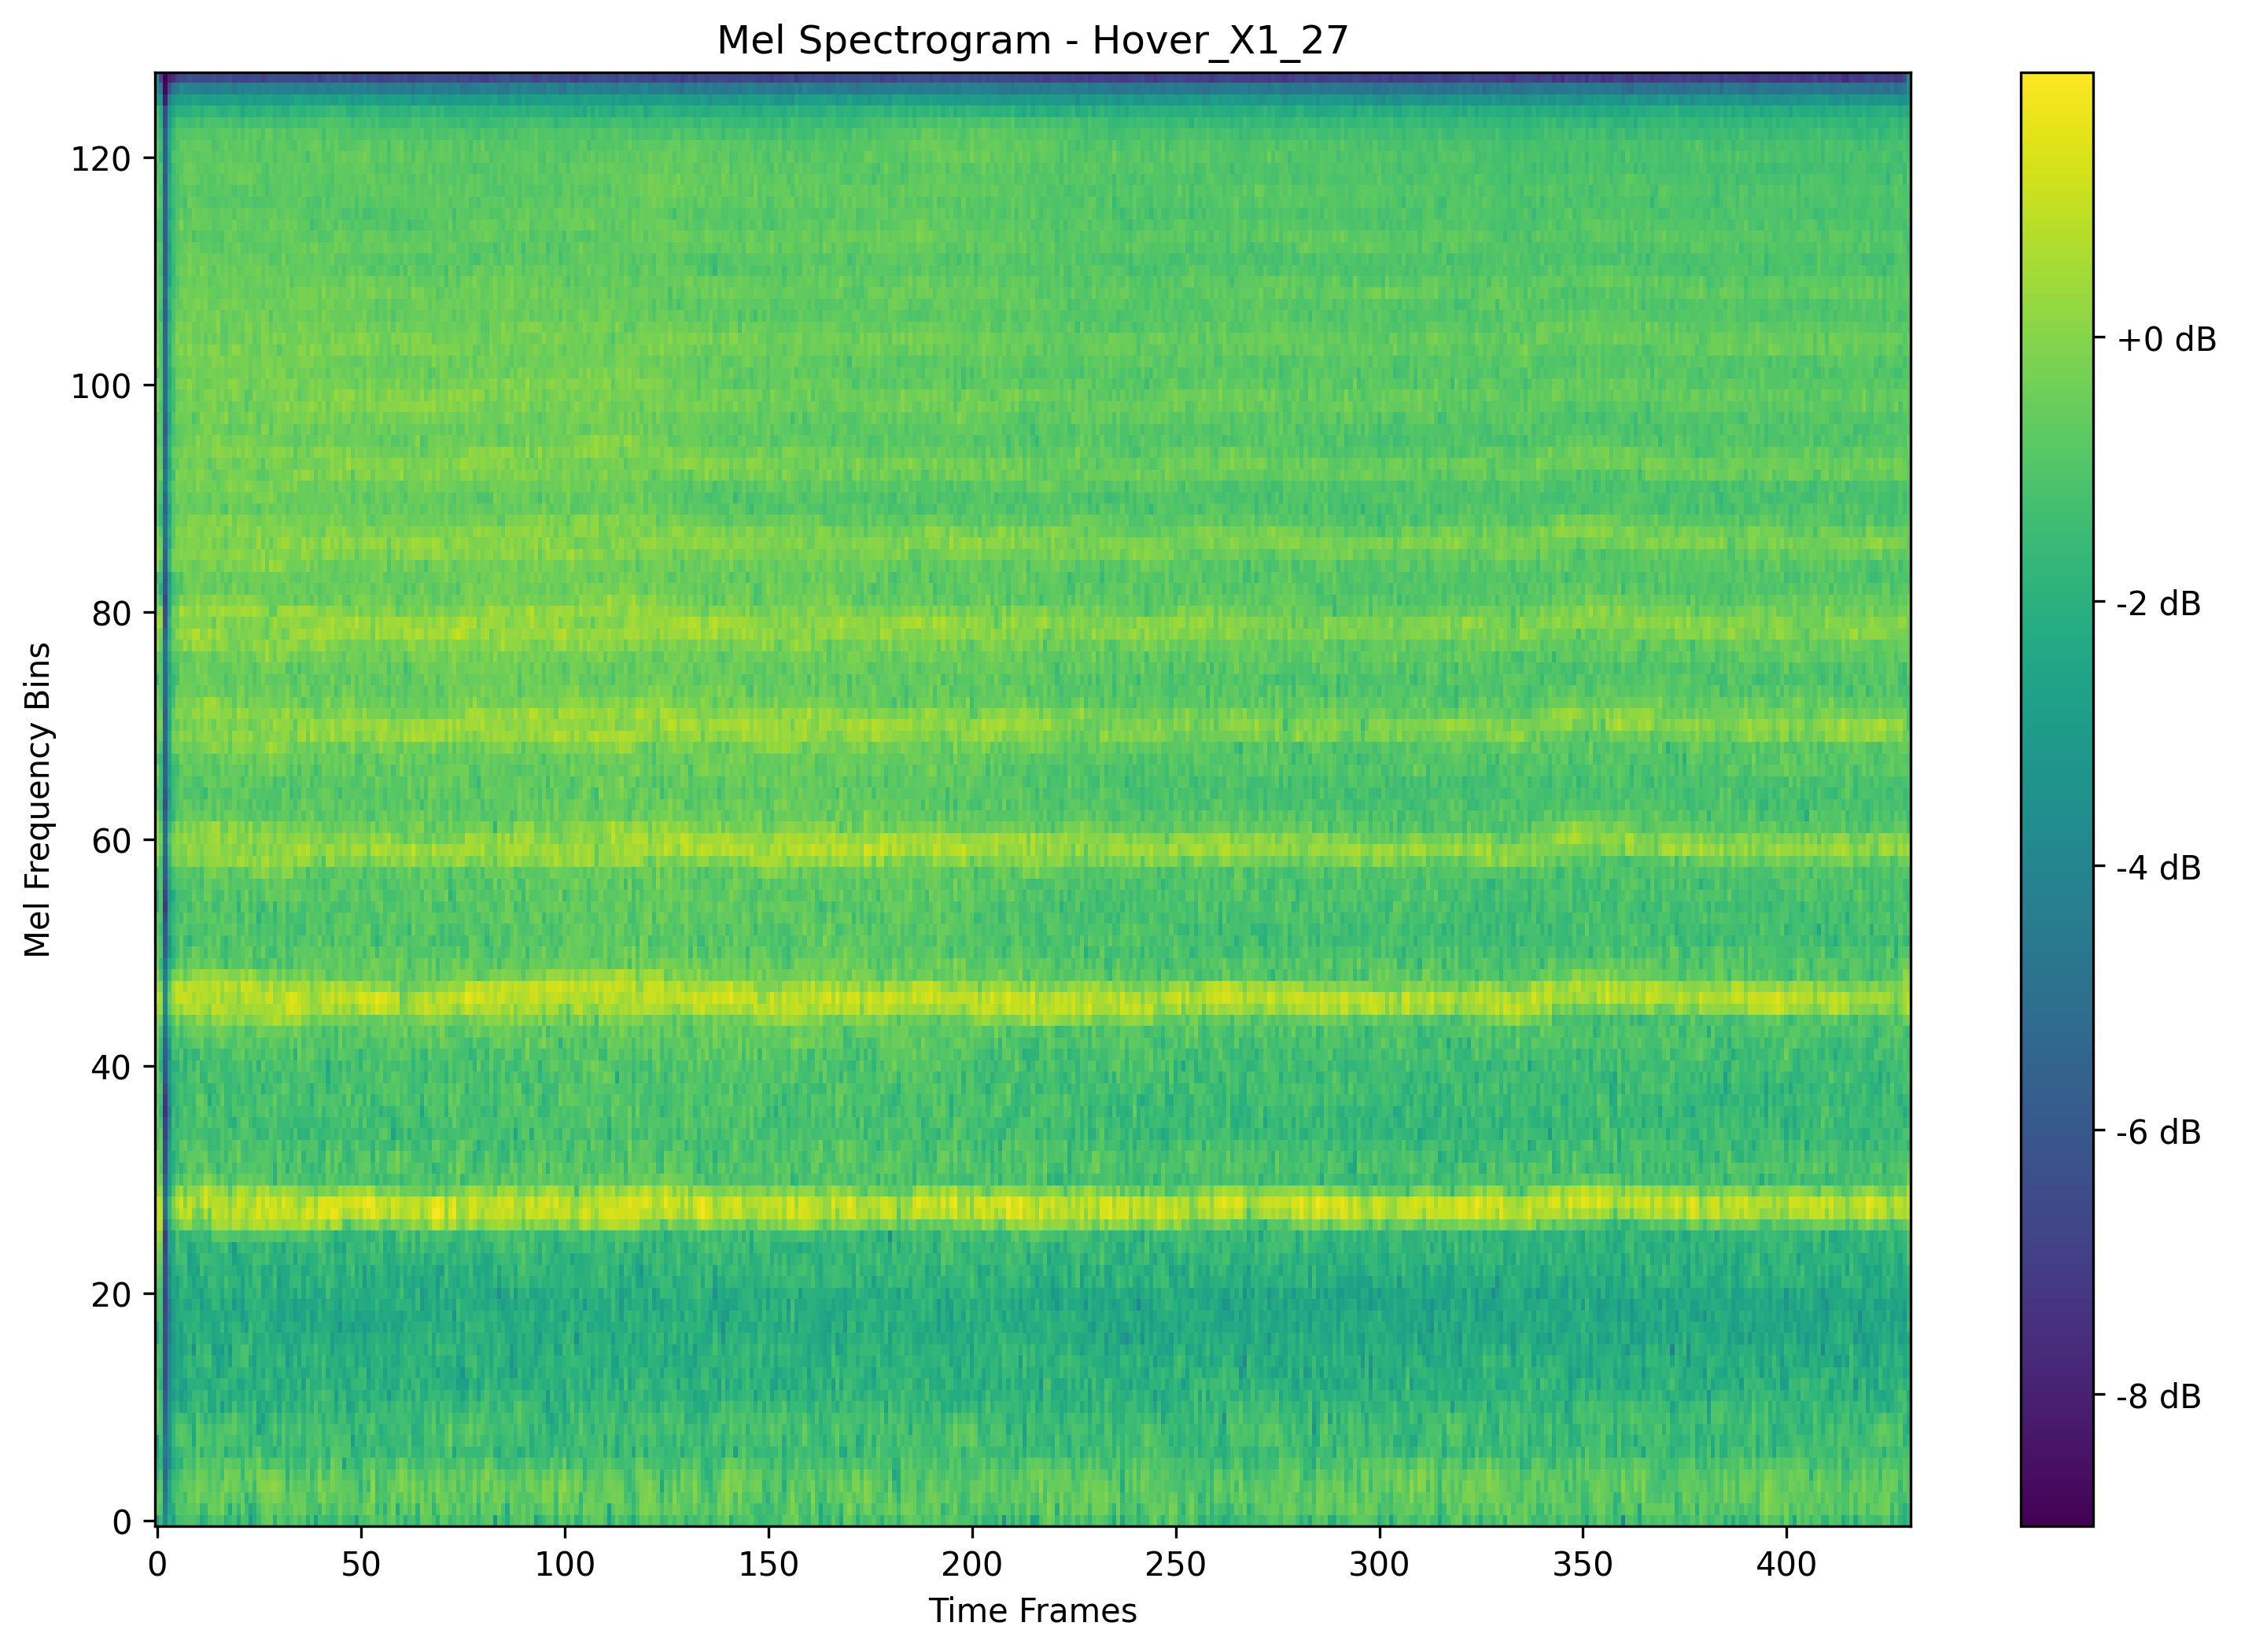 Mel Spectrogram - Hover_X1_27
Mel Frequency Bins
120
100
80
60
40
20
0
0 50 100 150 200 250 300 350 400
Time Frames
+0 dB
-2 dB
-4 dB
-6 dB
-8 dB